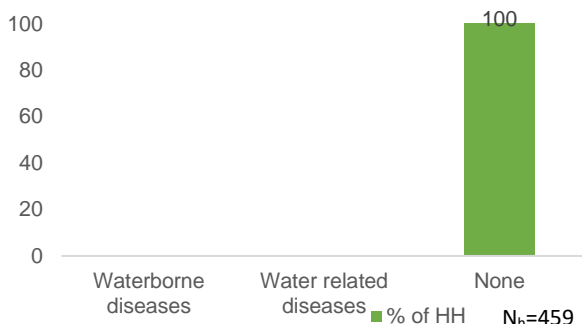 100
100
80
60
40
20
0
Waterborne diseases
Water related diseases
None
% of HH
Nh=459